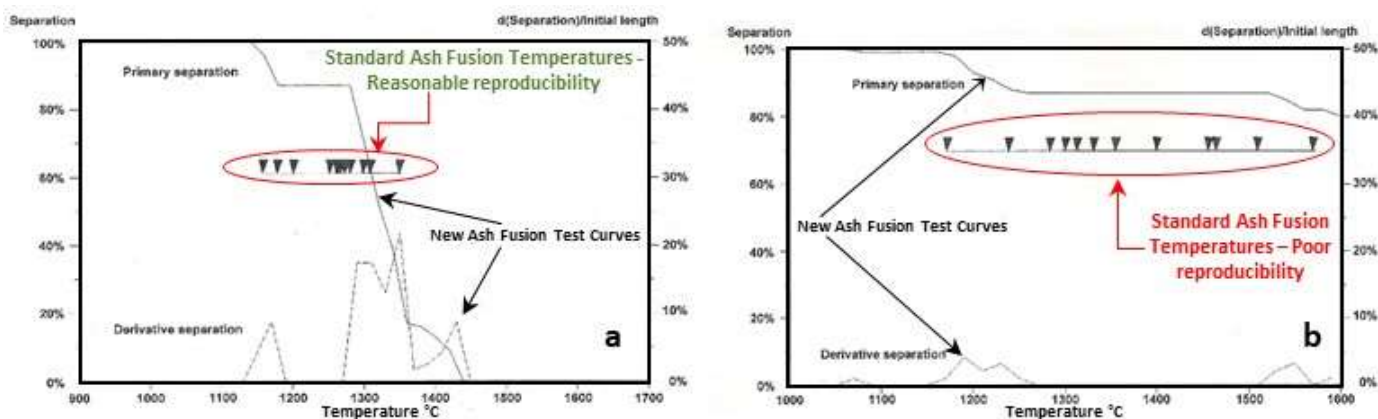 Separation
d(Separation)/Initial length
100%
80%
60%
40%
20%
0%
50%
40%
30%
20%
10%
0%
Primary separation
Standard Ash Fusion Temperatures -
Reasonable reproducibility
New Ash Fusion Test Curves
Derivative separation
a
900
1000
1100
1200
1300
1400
1500
1600
1700
Temperature °C
Separation
d(Separation)/Initial length
100%
80%
60%
40%
20%
0%
50%
40%
30%
20%
10%
0%
Primary separation
New Ash Fusion Test Curves
Standard Ash Fusion
Temperatures – Poor
reproducibility
Derivative separation
b
1000
1100
1200
1300
1400
1500
1600
Temperature °C